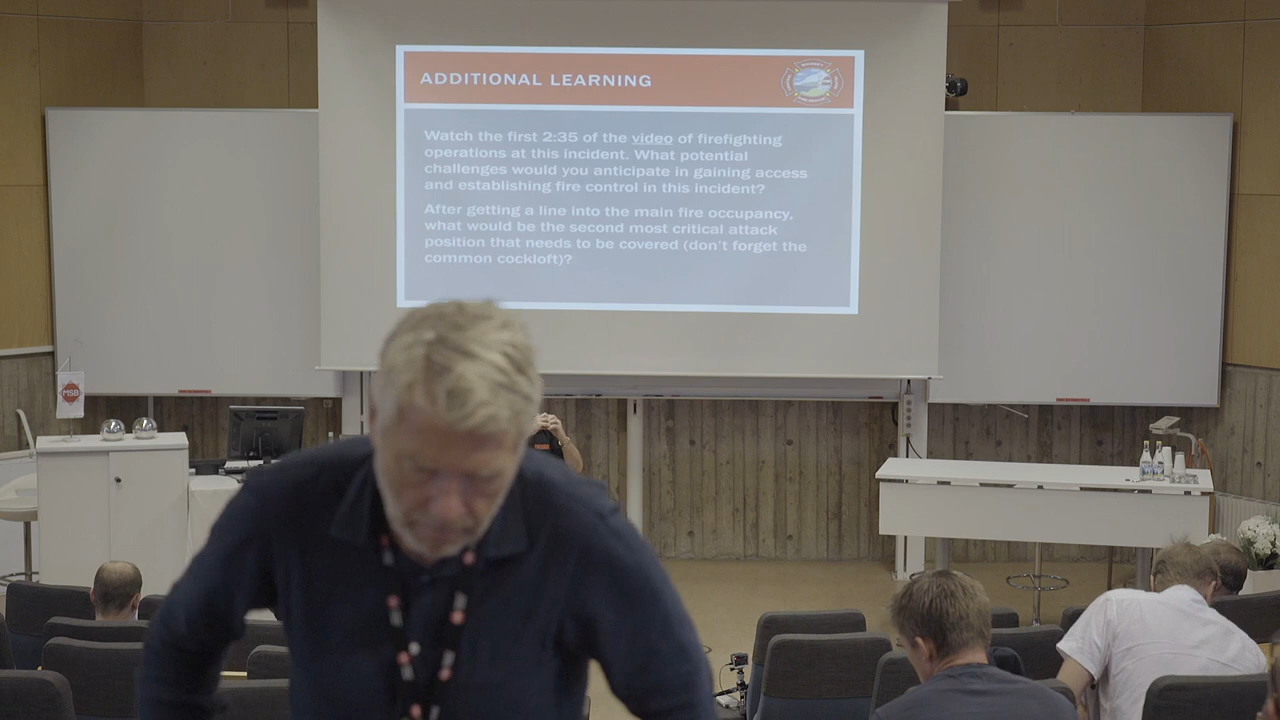 ADDITIONAL LEARNING
Watch the first 2:35 of the video of firefighting
operations at this incident. What potential
challenges would you anticipate in gaining access
and establishing fire control in this incident?
After getting a line into the main fire occupancy,
what would be the second most critical attack
position that needs to be covered (don't forget the
common cockloft)?
MSB